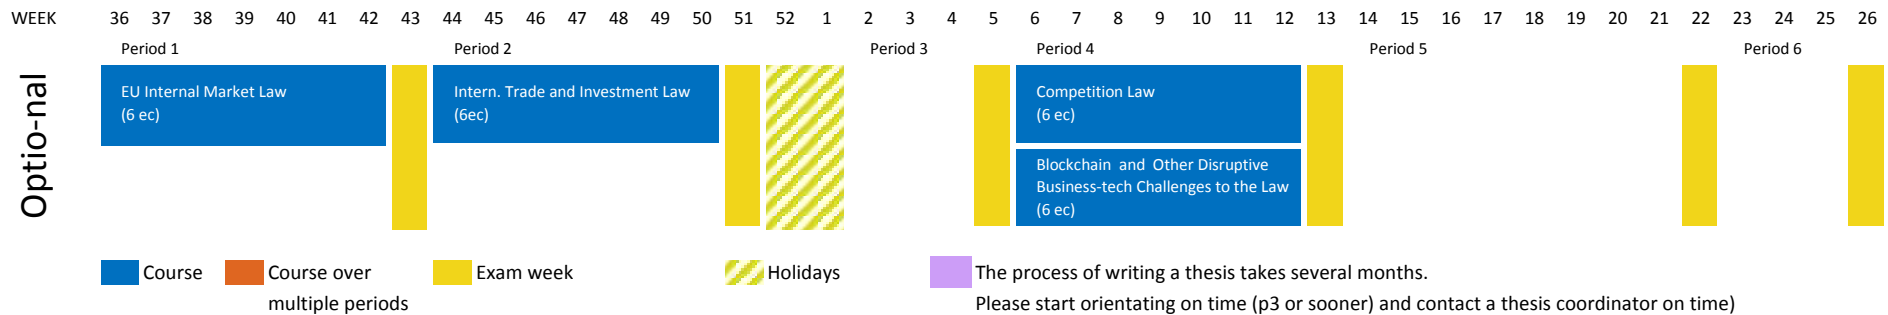 WEEK 36 37 38 39 40 41 42 43 44 45 46 47 48 49 50 51 52 1 2 3 4 5 6 7 8 9 10 11 12 13 14 15 16 17 18 19 20 21 22 23 24 25 26
Period 1 Period 2 Period 3 Period 4 Period 5 Period 6
Optio-nal
EU Internal Market Law
(6 ec)
Intern. Trade and Investment Law
(6ec)
Competition Law
(6 ec)
Blockchain and Other Disruptive
Business-tech Challenges to the Law
(6 ec)
Course
Course over
multiple periods
Exam week
Holidays
The process of writing a thesis takes several months.
Please start orientating on time (p3 or sooner) and contact a thesis coordinator on time)